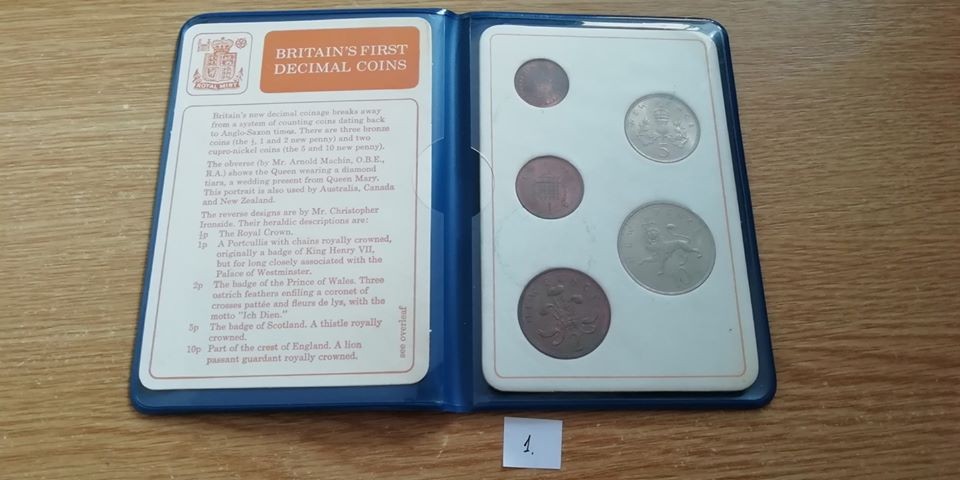 ROYAL MINT
BRITAIN'S FIRST
DECIMAL COINS
Britain's new decimal coinage breaks away
from a system of counting coins dating back
to Anglo-Saxon times. There are three bronze
coins (the ½, 1 and 2 new penny) and two
cupro-nickel coins (the 5 and 10 new penny).
The obverse (by Mr. Arnold Machin, O.B.E.,
R.A.) shows the Queen wearing a diamond
tiara, a wedding present from Queen Mary.
This portrait is also used by Australia, Canada
and New Zealand.
The reverse designs are by Mr. Christopher
Ironside. Their heraldic descriptions are:
½p The Royal Crown.
1p A Portcullis with chains royally crowned,
originally a badge of King Henry VII,
but for long closely associated with the
Palace of Westminster.
2p The badge of the Prince of Wales. Three
ostrich feathers enfiling a coronet of
crosses pattée and fleurs de lys, with the
motto "Ich Dien."
5p The badge of Scotland. A thistle royally
crowned.
10p Part of the crest of England. A lion
passant guardant royally crowned.
see overleaf
5
1.